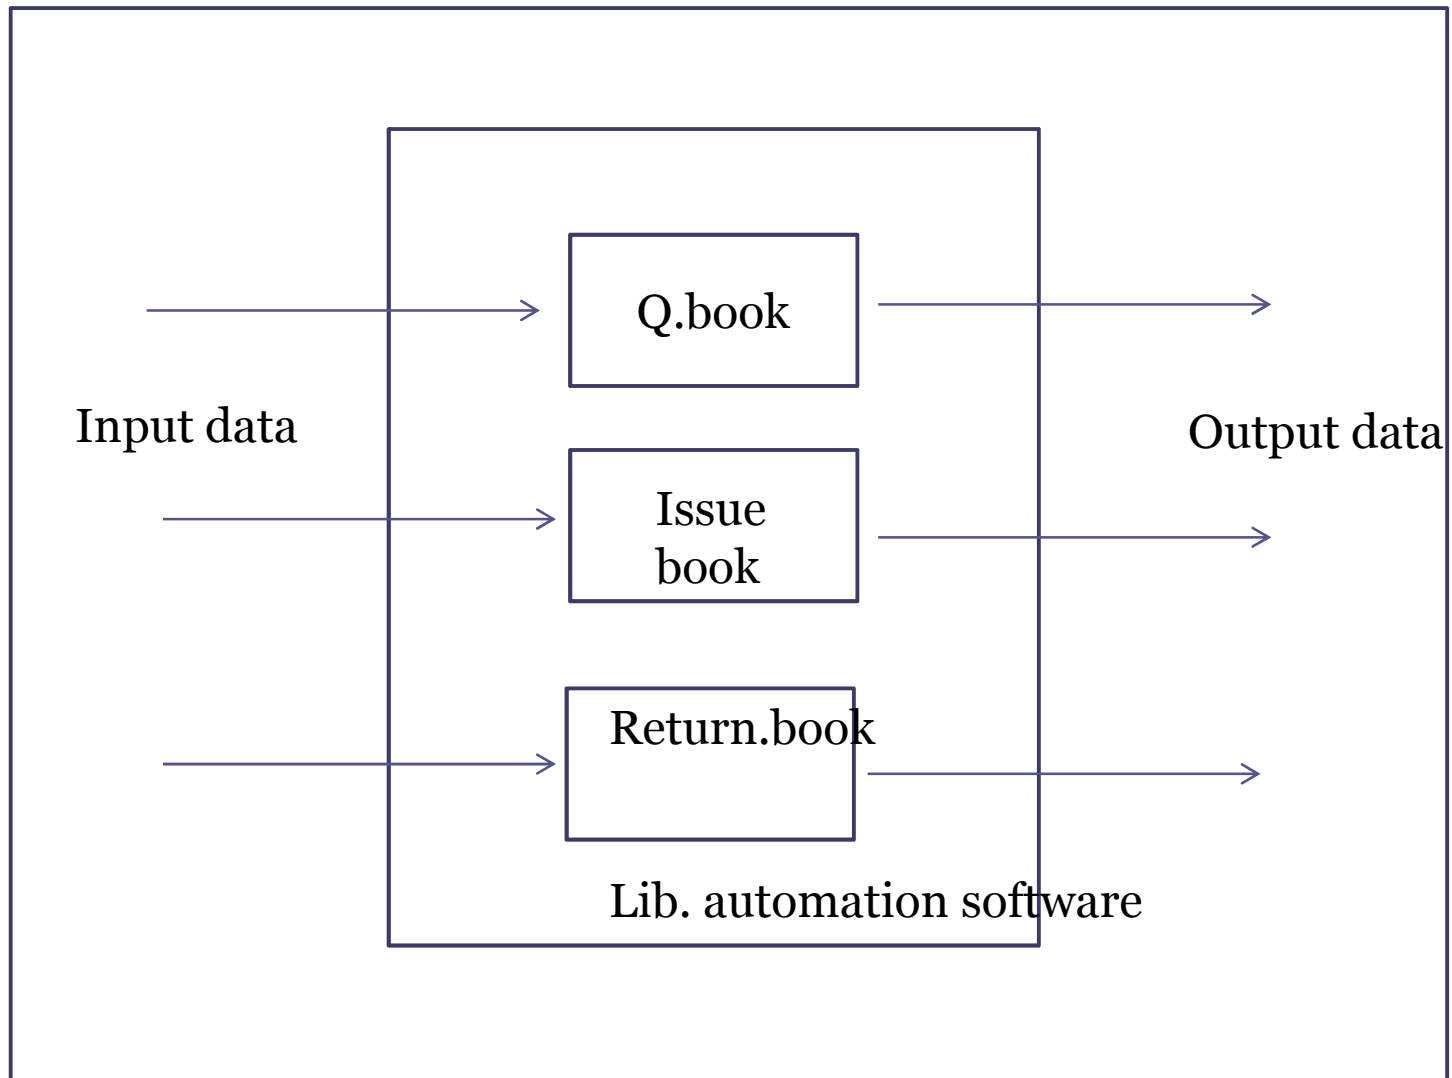 Q.book
Input data
Output data
Issue
book
Return.book
Lib. automation software